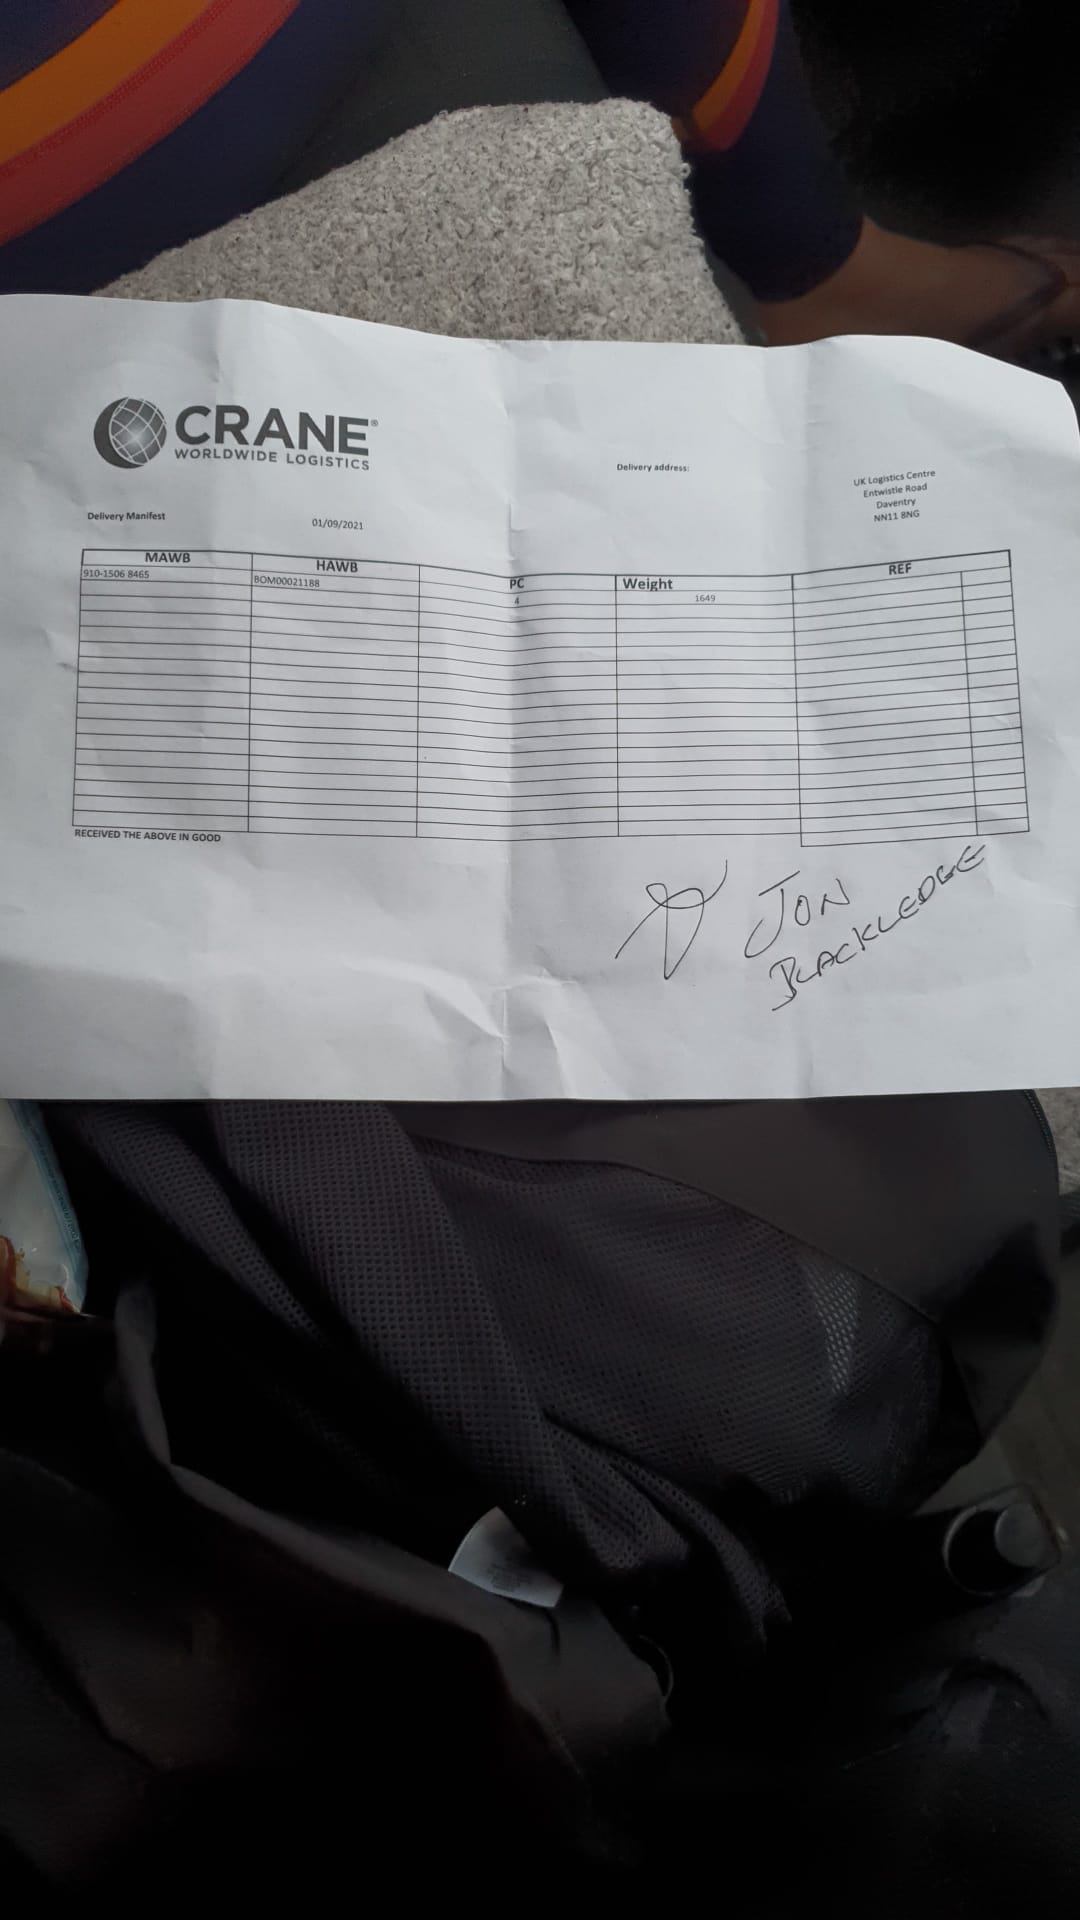 CRANE®
WORLDWIDE LOGISTICS
Delivery address:
UK Logistics Centre
Entwistle Road
Daventry
NN11 8NG
Delivery Manifest
01/09/2021
MAWB HAWB PC Weight REF
910-1506 8465 BOM00021188 4 1649
RECEIVED THE ABOVE IN GOOD
JON
BLACKLEDGE